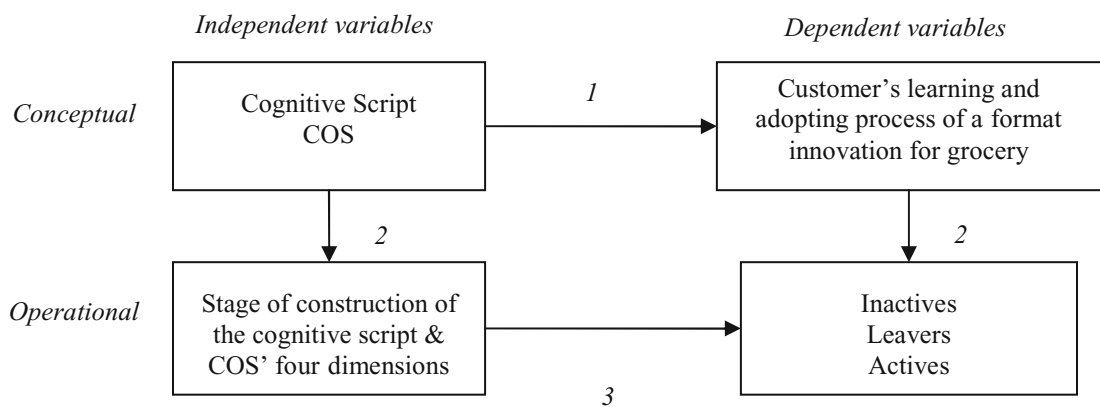 Independent variables
Dependent variables
Conceptual
Cognitive Script
COS
1
Customer’s learning and
adopting process of a format
innovation for grocery
2
2
Operational
Stage of construction of
the cognitive script &
COS’ four dimensions
Inactives
Leavers
Actives
3